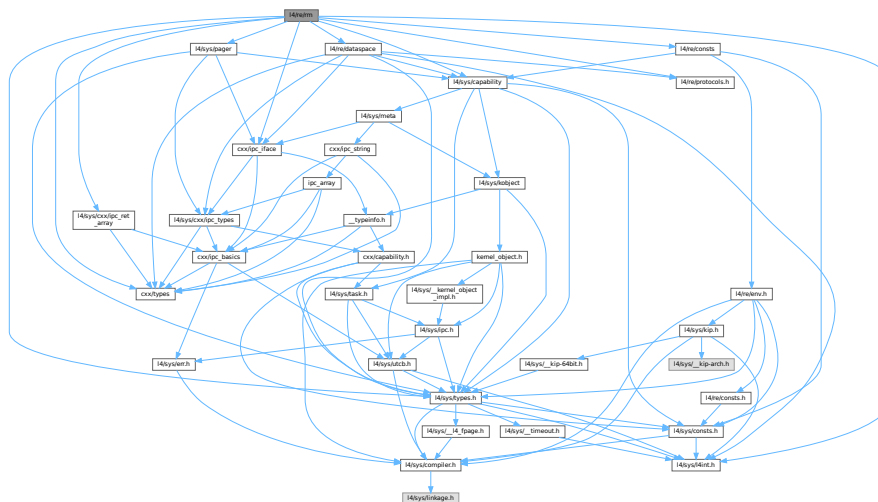 l4/re/rm
l4/sys/pager
l4/re/dataspace
l4/re/consts
l4/sys/capability
l4/re/protocols.h
l4/sys/meta
cxx/ipc_iface
cxx/ipc_string
ipc_array
l4/sys/kobject
l4/sys/cxx/ipc_ret
_array
l4/sys/cxx/ipc_types
__typeinfo.h
cxx/ipc_basics
cxx/capability.h
kernel_object.h
cxx/types
l4/sys/task.h
l4/sys/__kernel_object
_impl.h
l4/re/env.h
l4/sys/ipc.h
l4/sys/kip.h
l4/sys/err.h
l4/sys/utcb.h
l4/sys/__kip-64bit.h
l4/sys/__kip-arch.h
l4/sys/types.h
l4/re/consts.h
l4/sys/__l4_fpage.h
l4/sys/__timeout.h
l4/sys/consts.h
l4/sys/compiler.h
l4/sys/l4int.h
l4/sys/linkage.h